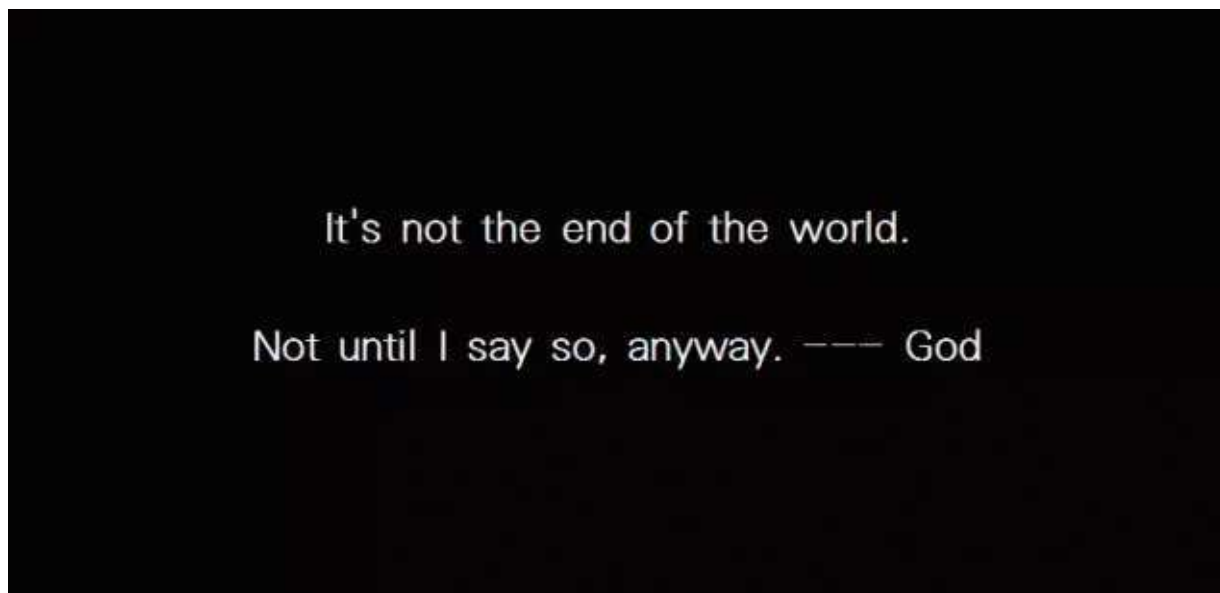 It's not the end of the world.
Not until I say so, anyway. --- God